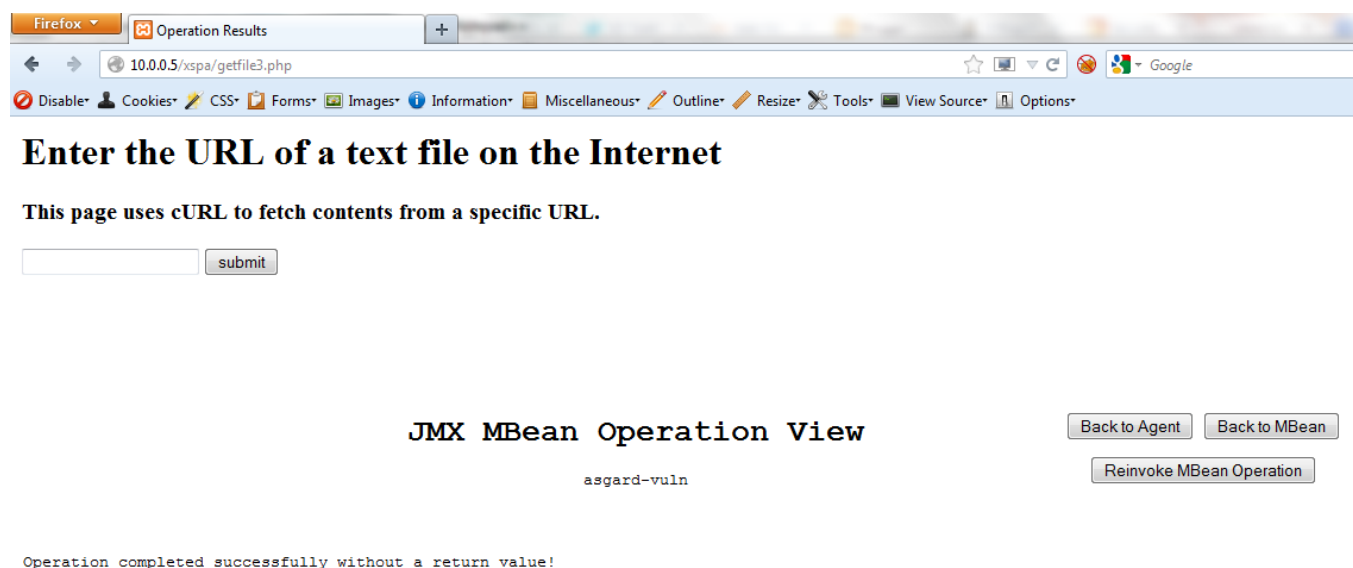 Firefox
Operation Results
+
10.0.0.5/xspa/getfile3.php
Google
Disable Cookies CSS Forms Images Information Miscellaneous Outline Resize Tools View Source Options
Enter the URL of a text file on the Internet
This page uses cURL to fetch contents from a specific URL.
submit
JMX MBean Operation View
Back to Agent Back to MBean
asgard-vuln
Reinvoke MBean Operation
Operation completed successfully without a return value!